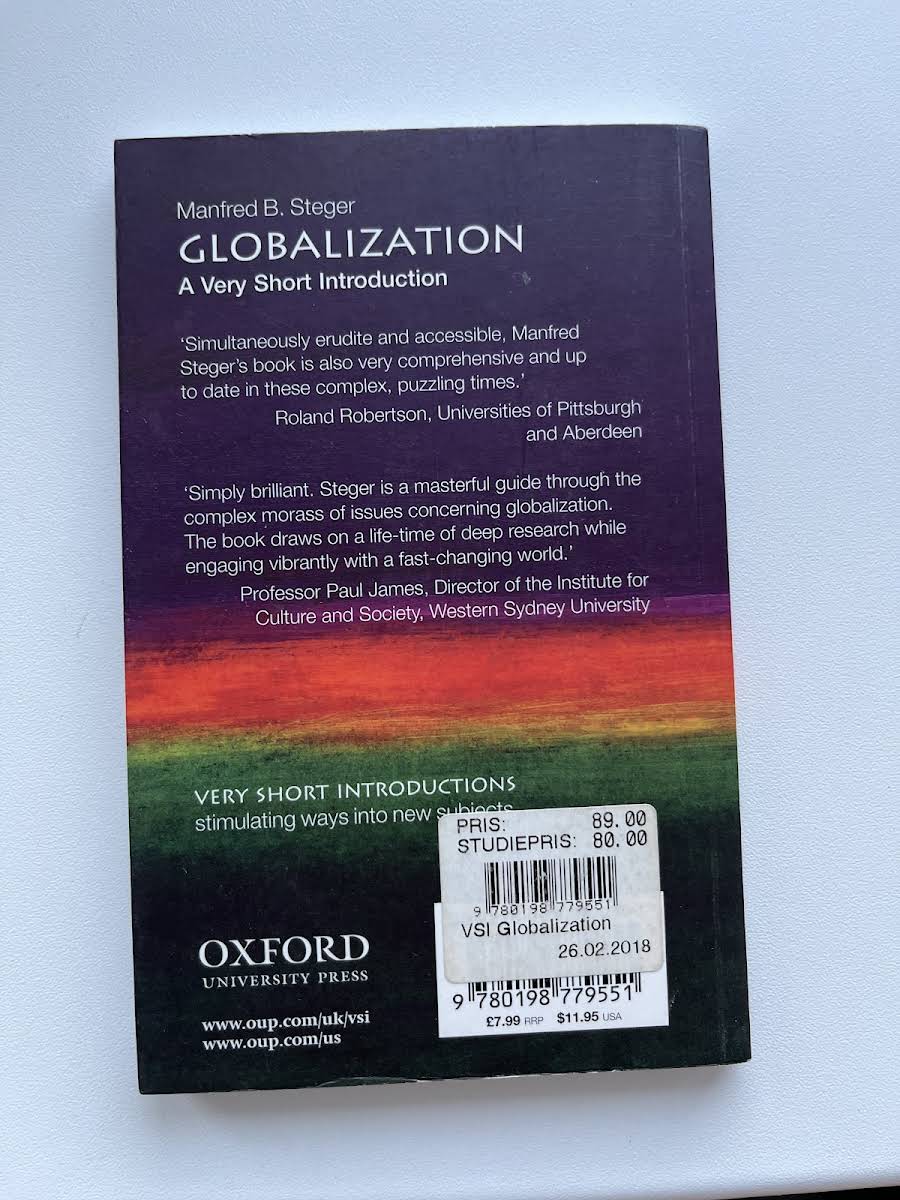 Manfred B. Steger
GLOBALIZATION
A Very Short Introduction
‘Simultaneously erudite and accessible, Manfred
Steger’s book is also very comprehensive and up
to date in these complex, puzzling times.’
Roland Robertson, Universities of Pittsburgh
and Aberdeen
‘Simply brilliant. Steger is a masterful guide through the
complex morass of issues concerning globalization.
The book draws on a life-time of deep research while
engaging vibrantly with a fast-changing world.’
Professor Paul James, Director of the Institute for
Culture and Society, Western Sydney University
VERY SHORT INTRODUCTIONS
stimulating ways into new subjects
PRIS: 89.00
STUDIEPRIS: 80.00
9 780198 779551
VSI Globalization
26.02.2018
9 780198 779551
£7.99 RRP $11.95 USA
OXFORD
UNIVERSITY PRESS
www.oup.com/uk/vsi
www.oup.com/us